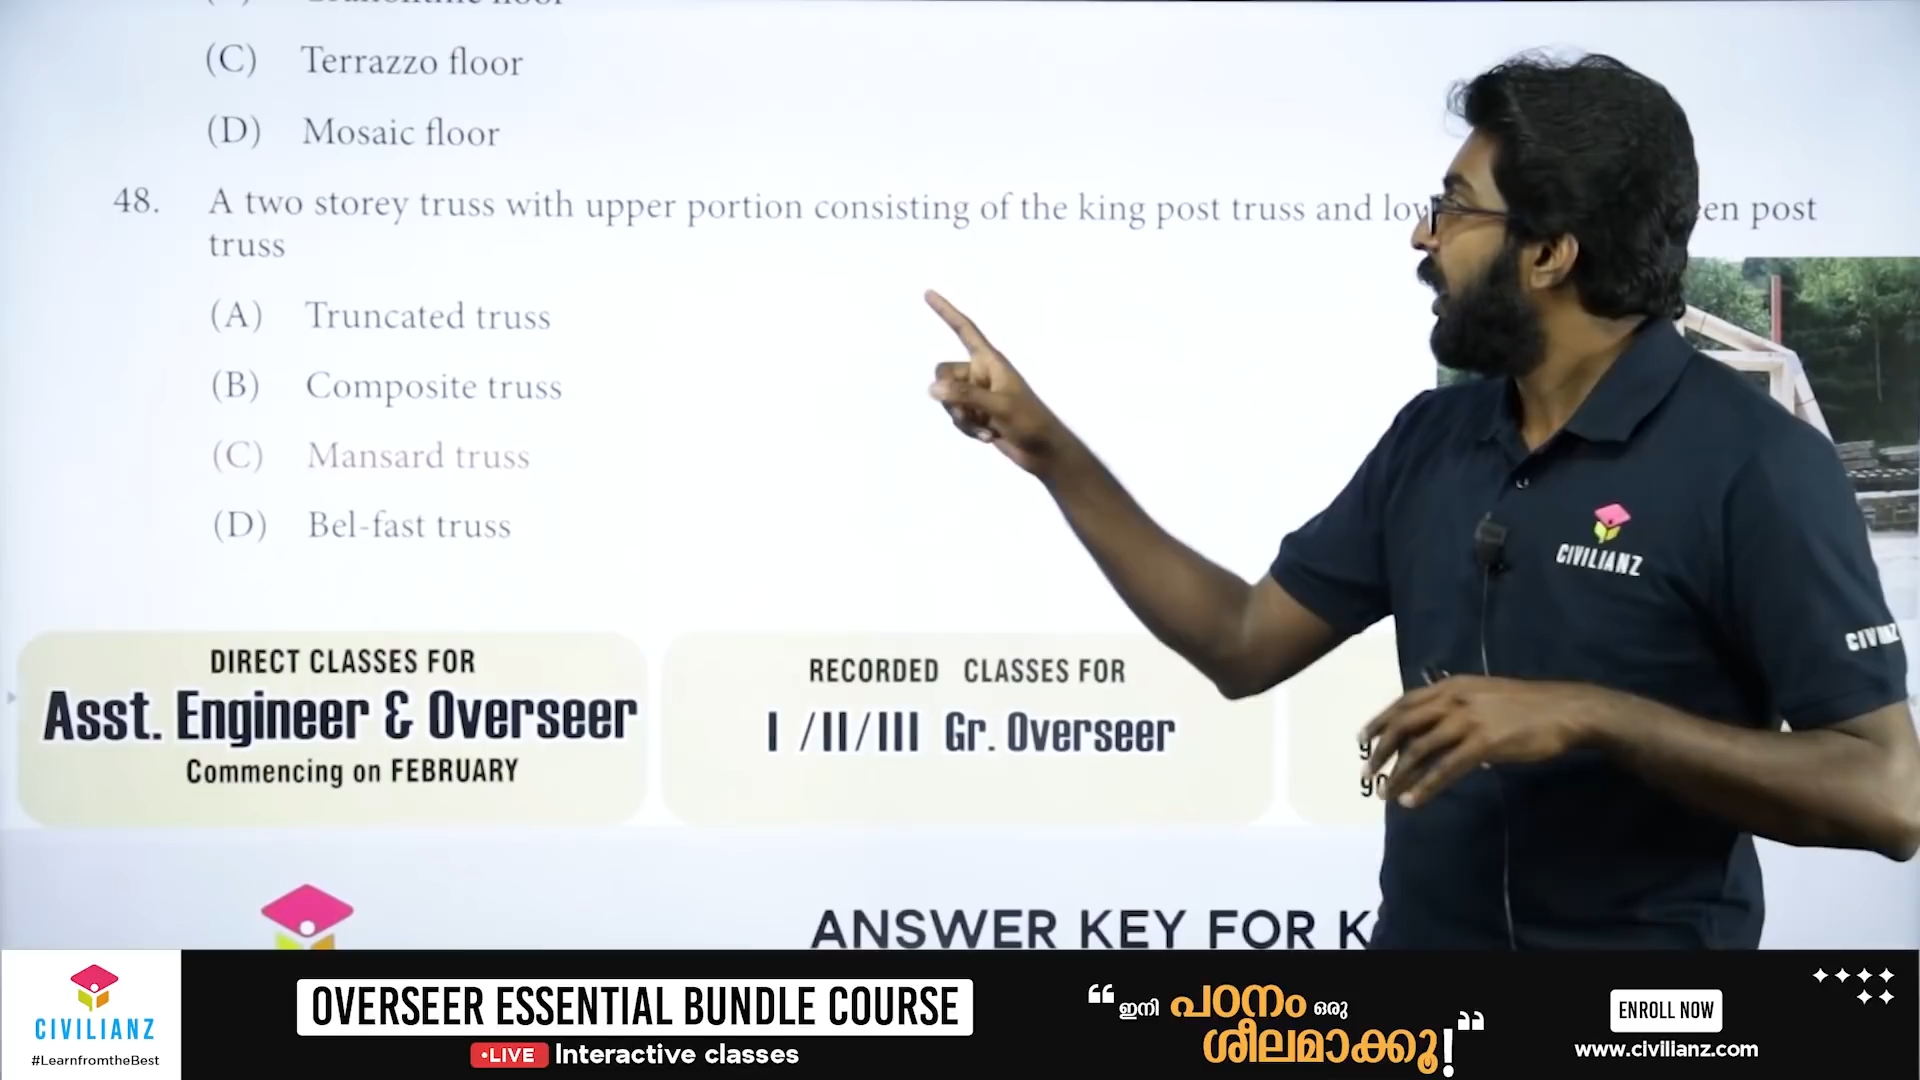 (C) Terrazzo floor
(D) Mosaic floor
48. A two storey truss with upper portion consisting of the king post truss and en post
truss
(A) Truncated truss
(B) Composite truss
(C) Mansard truss
(D) Bel-fast truss
DIRECT CLASSES FOR
Asst. Engineer & Overseer
Commencing on FEBRUARY
RECORDED CLASSES FOR
I /II/III Gr. Overseer
90
CIVILIANZ
CIVILIANZ
ANSWER KEY FOR K
CIVILIANZ
#LearnfromtheBest
OVERSEER ESSENTIAL BUNDLE COURSE
•LIVE Interactive classes
“ഇനി പഠനം ഒരു
ശീലമാക്കൂ!”
ENROLL NOW
www.civilianz.com